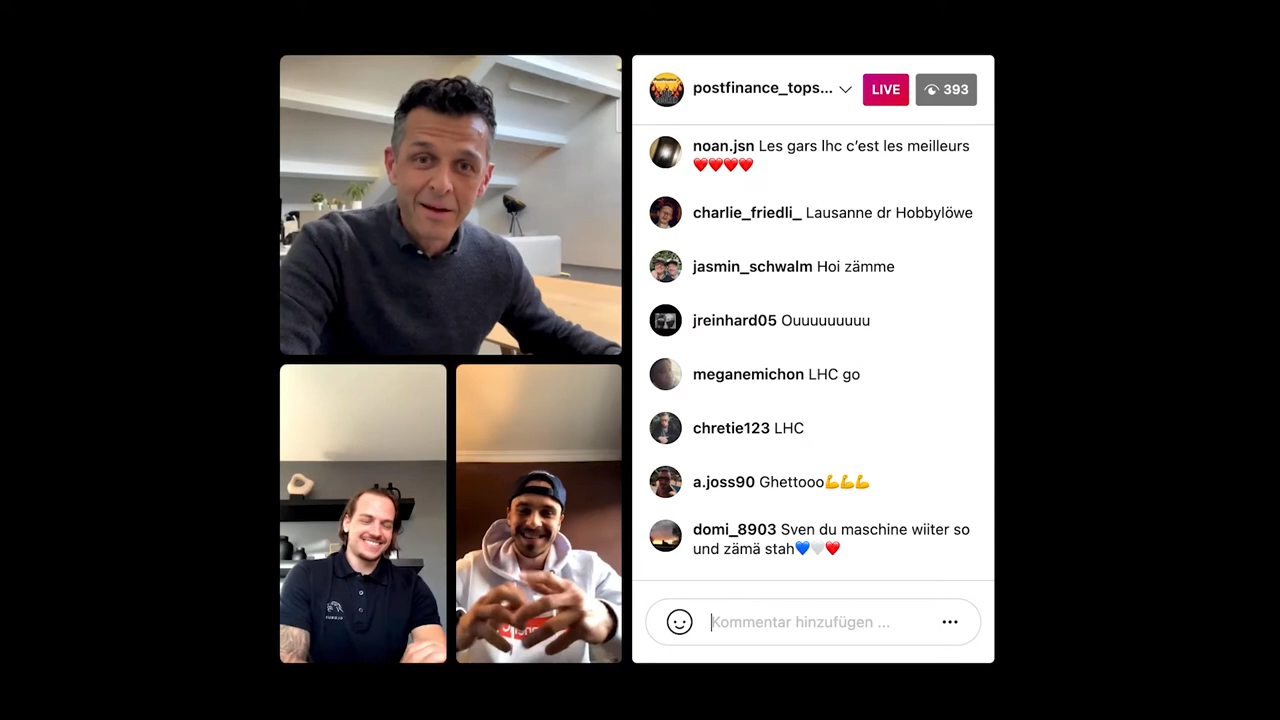 postfinance_tops...
LIVE
393
noan.jsn Les gars lhc c’est les meilleurs
❤️❤️❤️❤️
charlie_friedli_ Lausanne dr Hobbylöwe
jasmin_schwalm Hoi zämme
jreinhard05 Ouuuuuuuuu
meganemichon LHC go
chretie123 LHC
a.joss90 Ghettooo💪💪💪
domi_8903 Sven du maschine wiiter so
und zämä stah💙🤍❤️
Kommentar hinzufügen ...